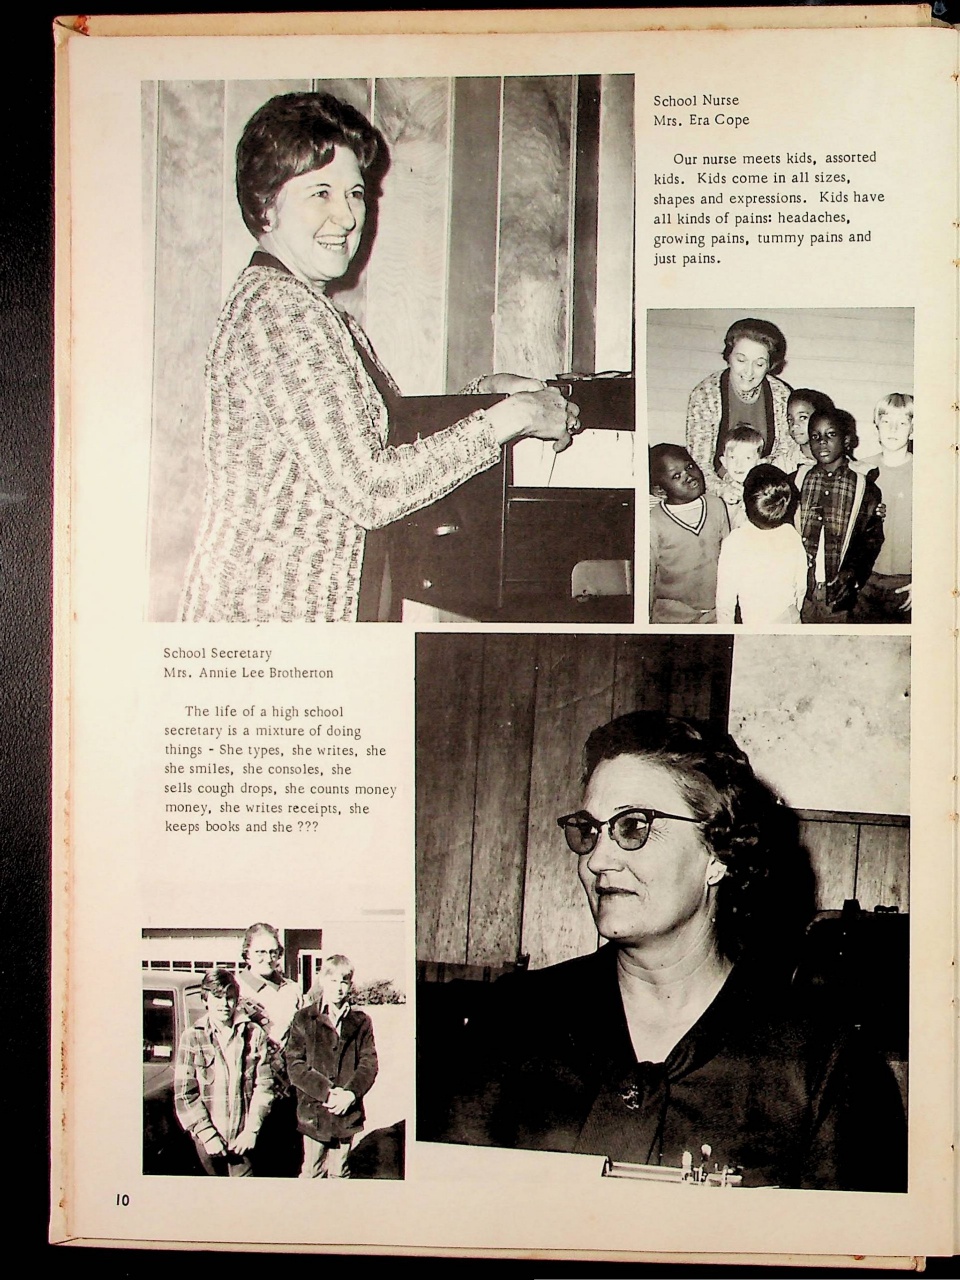 School Nurse
Mrs. Era Cope
Our nurse meets kids, assorted
kids. Kids come in all sizes,
shapes and expressions. Kids have
all kinds of pains: headaches,
growing pains, tummy pains and
just pains.
School Secretary
Mrs. Annie Lee Brotherton
The life of a high school
secretary is a mixture of doing
things - She types, she writes, she
she smiles, she consoles, she
sells cough drops, she counts money
money, she writes receipts, she
keeps books and she ???
10